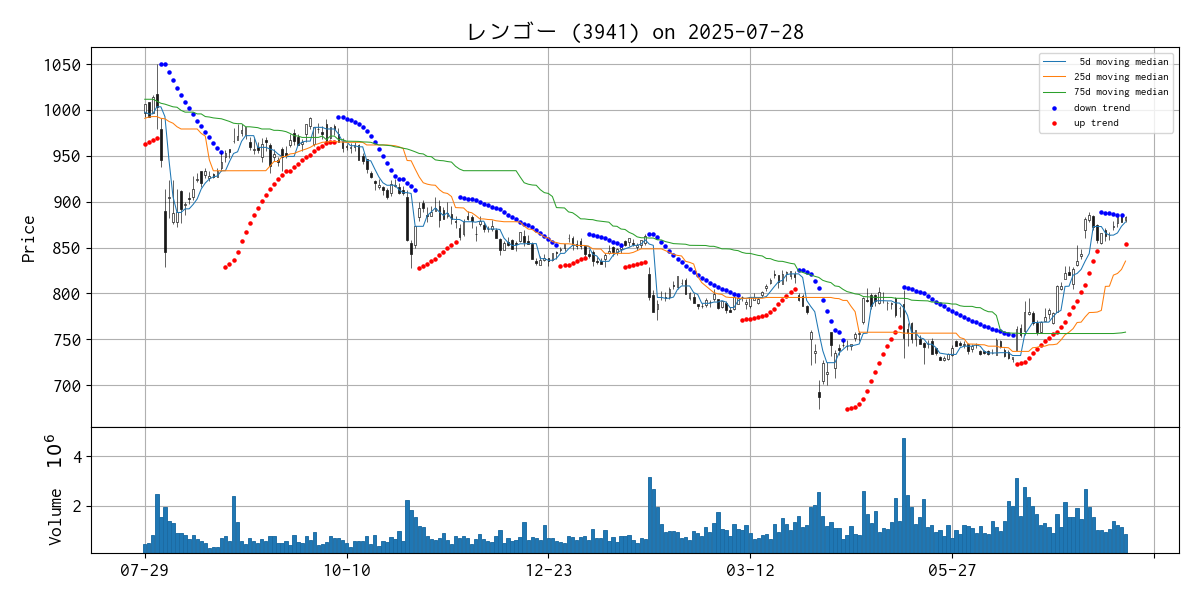 レンゴー (3941) on 2025-07-28
5d moving median
25d moving median
75d moving median
down trend
up trend
Price
1050
1000
950
900
850
800
750
700
Volume 10^6
4
2
07-29
10-10
12-23
03-12
05-27